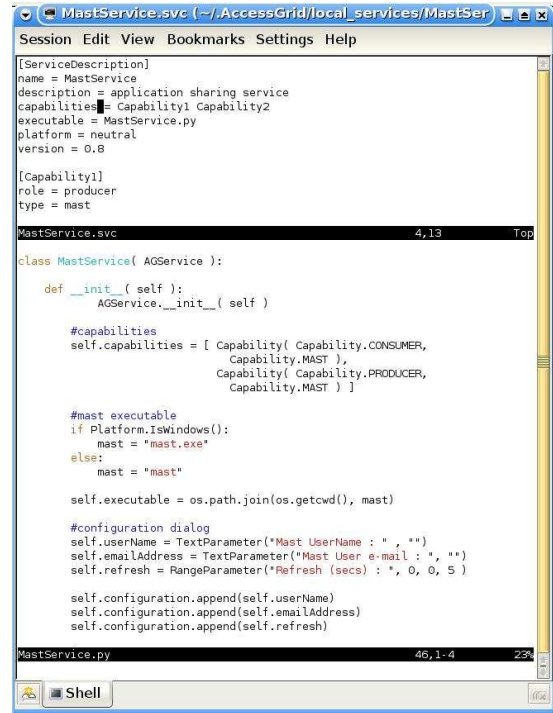 MastService.svc (~/.AccessGrid/local_services/MastSer)
Session Edit View Bookmarks Settings Help
[ServiceDescription]
name = MastService
description = application sharing service
capabilities = Capability1 Capability2
executable = MastService.py
platform = neutral
version = 0.8
[Capability1]
role = producer
type = mast
MastService.svc 4,13 Top
class MastService( AGService ):
def __init__( self ):
AGService.__init__( self )
#capabilities
self.capabilities = [ Capability( Capability.CONSUMER,
Capability.MAST ),
Capability( Capability.PRODUCER,
Capability.MAST ) ]
#mast executable
if Platform.IsWindows():
mast = "mast.exe"
else:
mast = "mast"
self.executable = os.path.join(os.getcwd(), mast)
#configuration dialog
self.userName = TextParameter("Mast UserName : " , "")
self.emailAddress = TextParameter("Mast User e-mail : ", "")
self.refresh = RangeParameter("Refresh (secs) : ", 0, 0, 5 )
self.configuration.append(self.userName)
self.configuration.append(self.emailAddress)
self.configuration.append(self.refresh)
MastService.py 46,1-4 23%
Shell